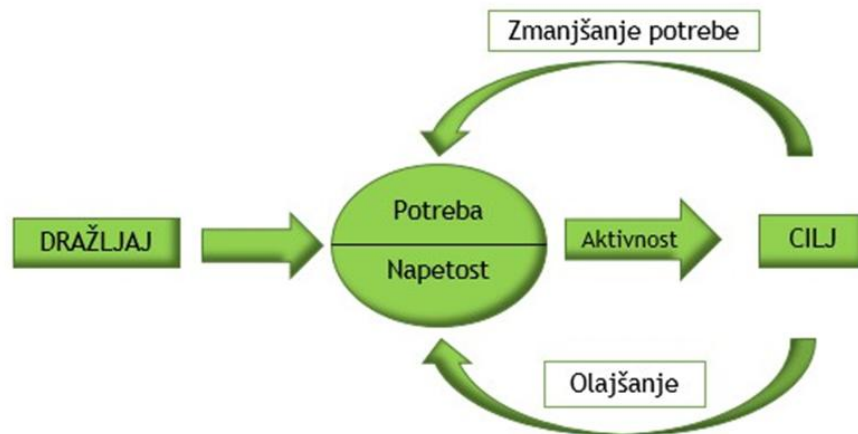 Zmanjšanje potrebe
DRAŽLJAJ
Potreba
Napetost
Aktivnost
CILJ
Olajšanje